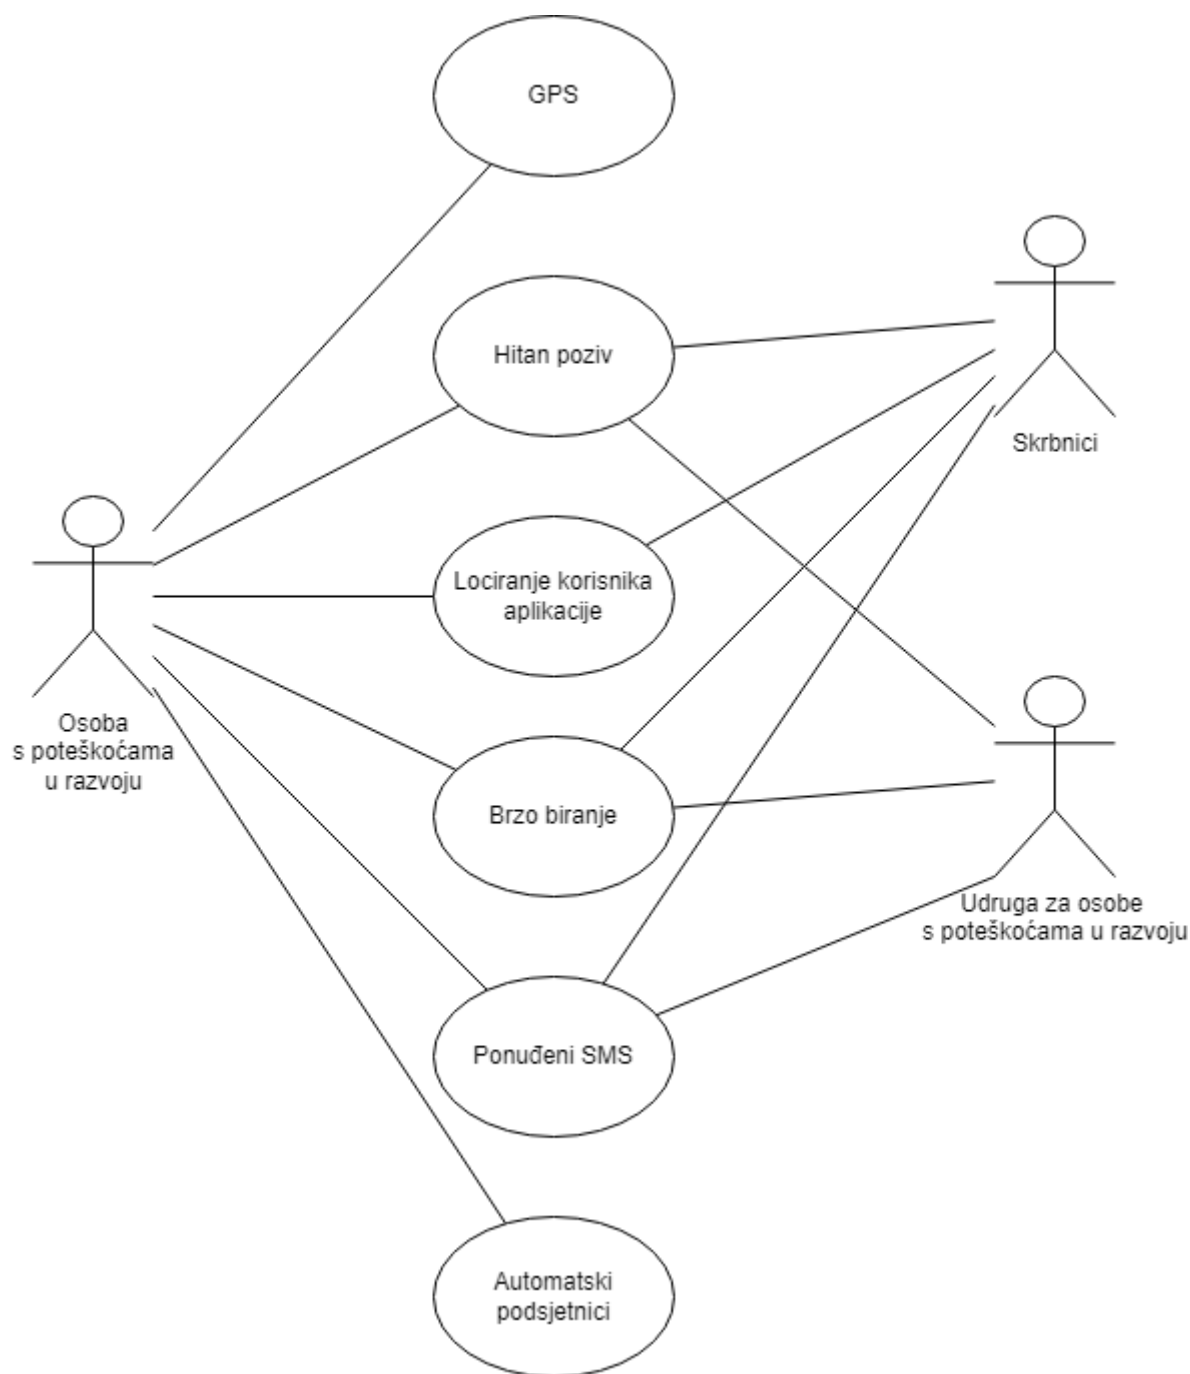 GPS
Hitan poziv
Skrbnici
Lociranje korisnika
aplikacije
Osoba
s poteškoćama
u razvoju
Brzo biranje
Udruga za osobe
s poteškoćama u razvoju
Ponuđeni SMS
Automatski
podsjetnici